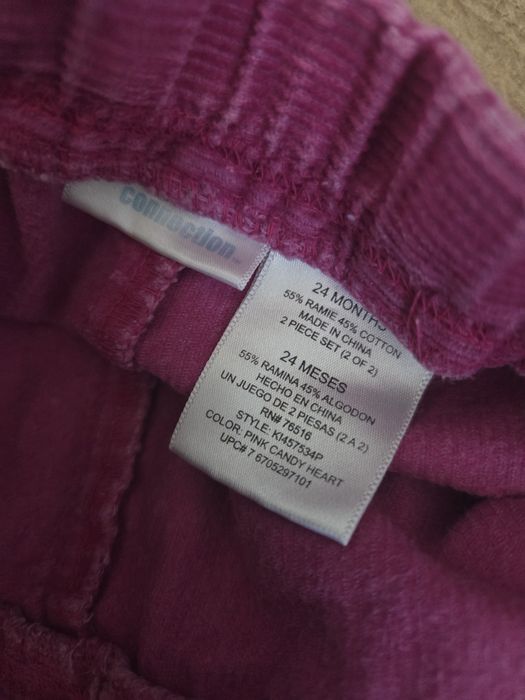 connection
24 MONTHS
55% RAMIE 45% COTTON
MADE IN CHINA
2 PIECE SET (2 OF 2)
24 MESES
55% RAMINA 45% ALGODON
HECHO EN CHINA
UN JUEGO DE 2 PIESAS (2 A 2)
RN# 76516
STYLE: KI457534P
COLOR: PINK CANDY HEART
UPC# 7 6705297101